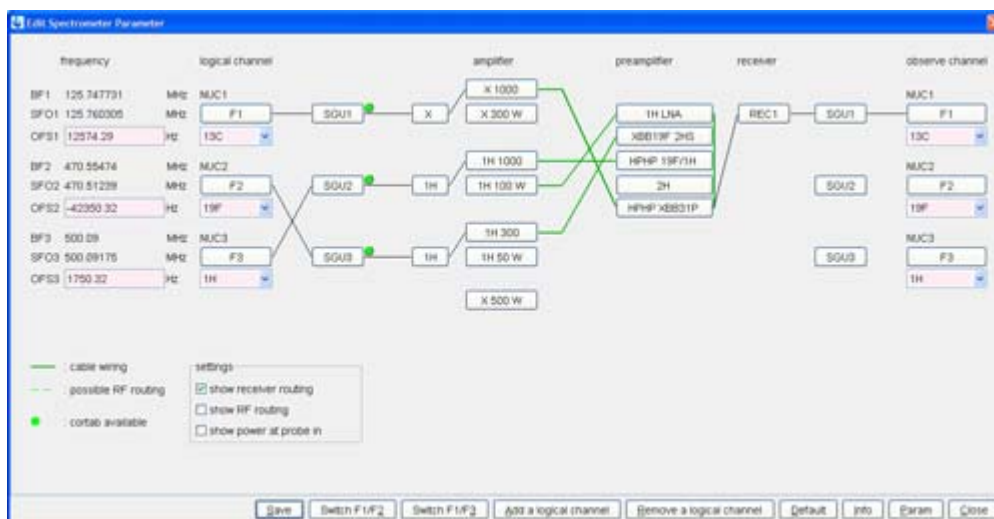 Edit Spectrometer Parameter
frequency logical channel amplifier preamplifier receiver observe channel
BF1 125.747731 MHz NUC1 X 1000 NUC1
SFO1 125.760305 MHz F1 SGU1 X X 300 W 1H LNA REC1 SGU1 F1
OFS1 12574.29 Hz 13C XBB19F 2HS 13C
BF2 470.55474 MHz NUC2 1H 1000 HPHP 19F/1H NUC2
SFO2 470.51239 MHz F2 SGU2 1H 1H 100 W 2H SGU2 F2
OFS2 -42350.32 Hz 19F HPHP XBB31P 19F
BF3 500.09 MHz NUC3 1H 300 NUC3
SFO3 500.09175 MHz F3 SGU3 1H 1H 50 W SGU3 F3
OFS3 1750.32 Hz 1H 1H
X 500 W
: cable wiring settings
: possible RF routing show receiver routing
show RF routing
: cortab available show power at probe in
Save Switch F1/F2 Switch F1/F3 Add a logical channel Remove a logical channel Default Info Param Close